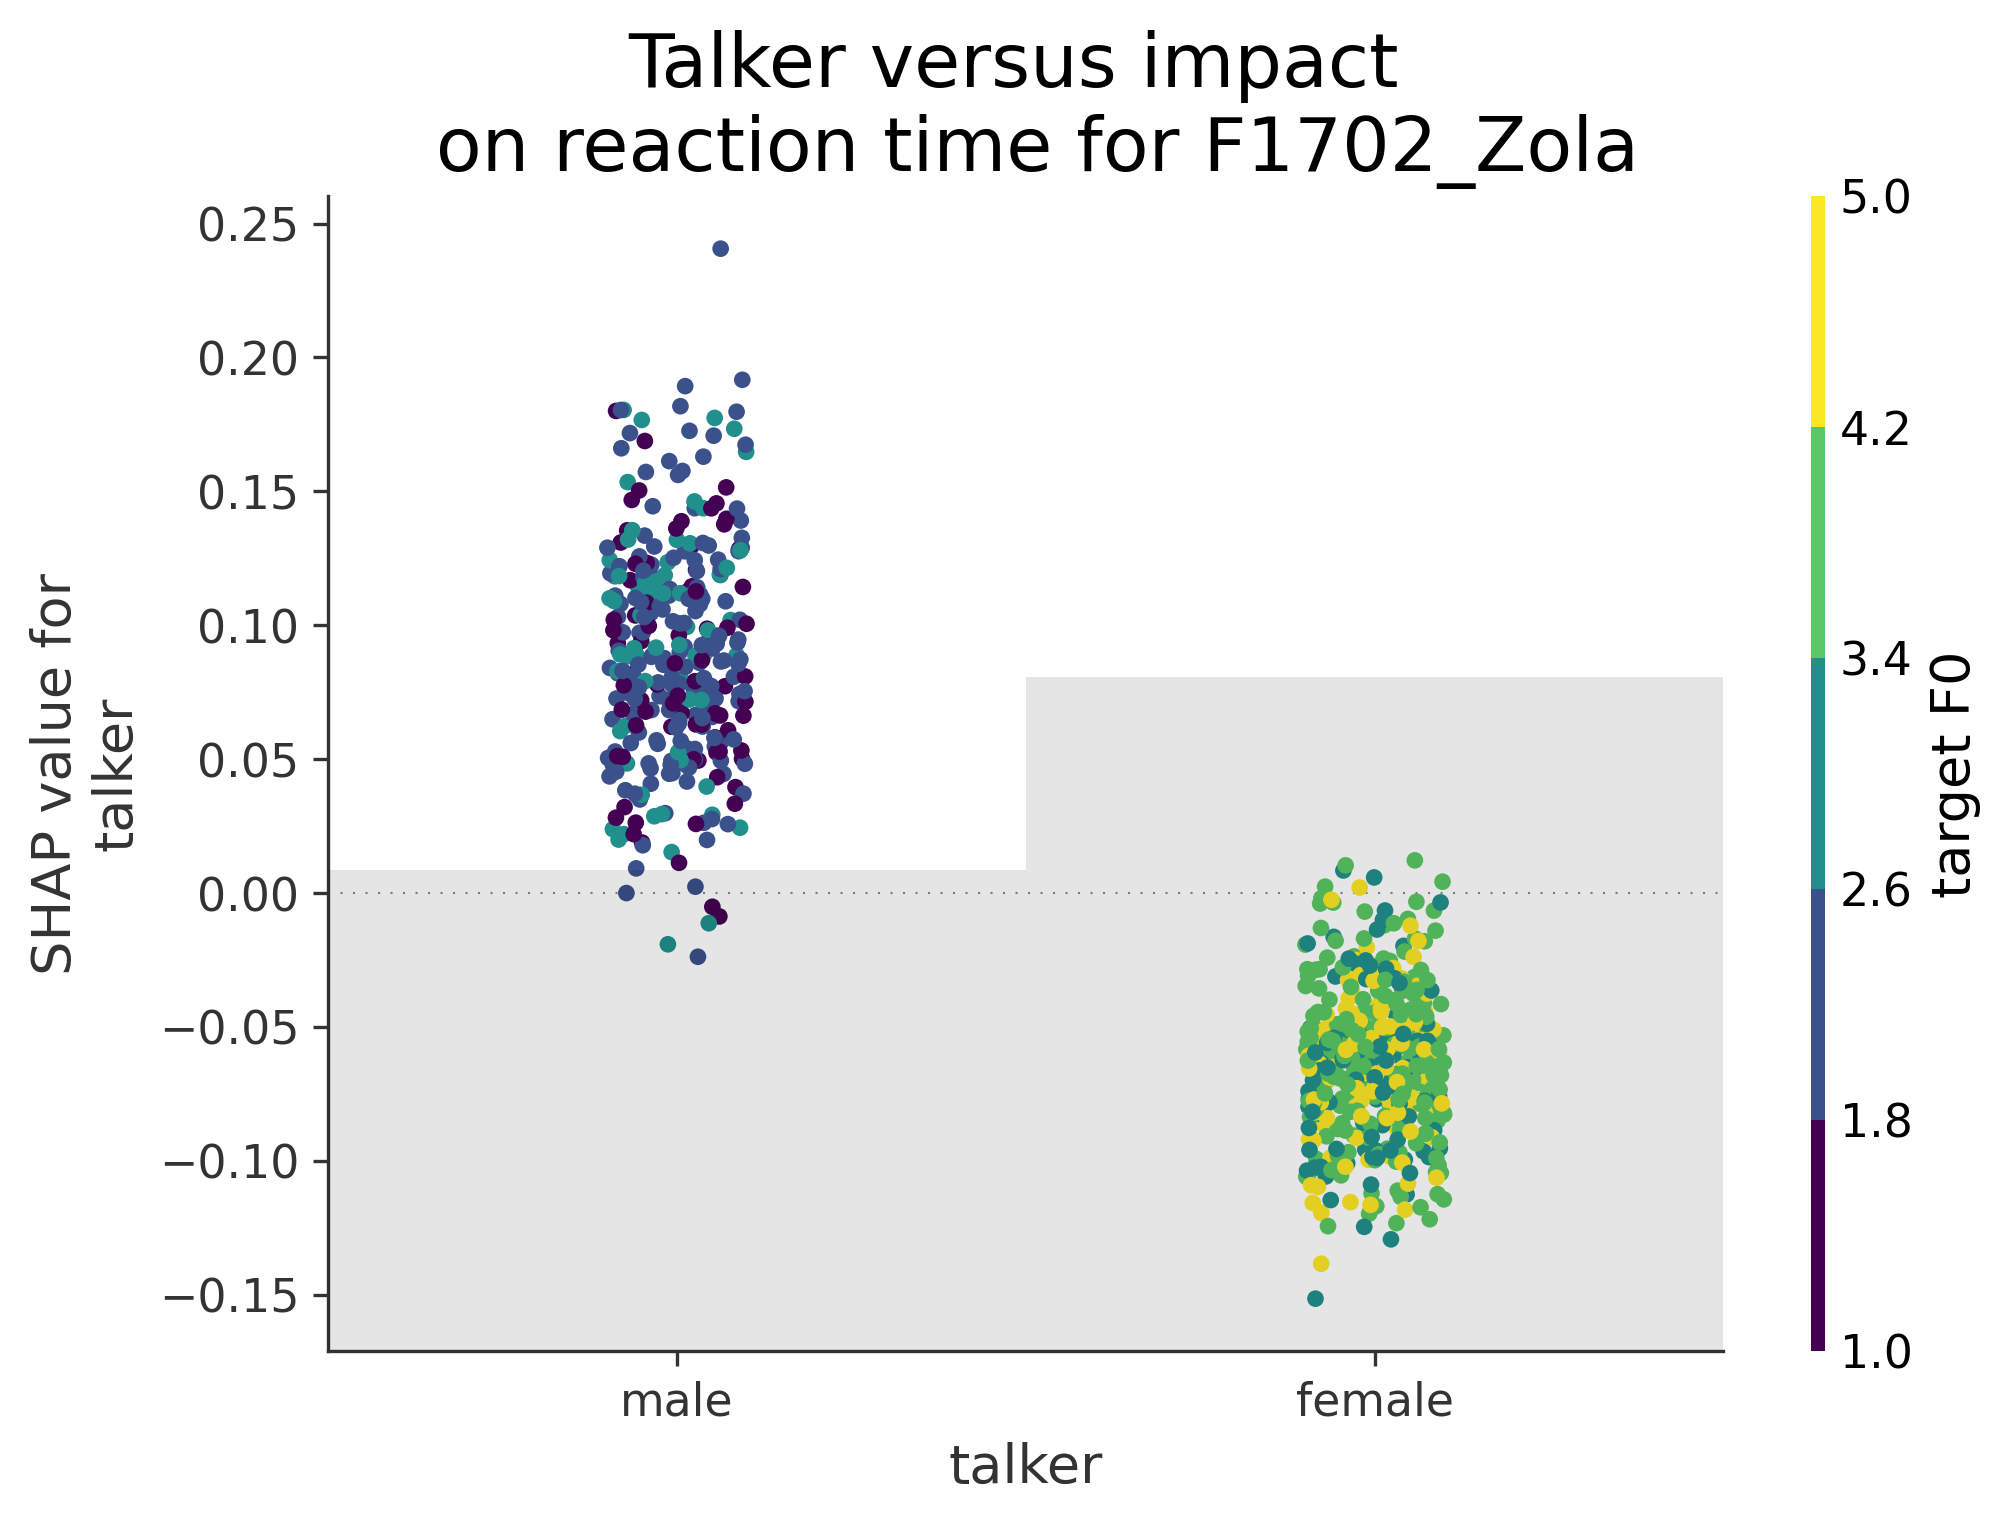 Talker versus impact
on reaction time for F1702_Zola
SHAP value for
talker
0.25
0.20
0.15
0.10
0.05
0.00
−0.05
−0.10
−0.15
male
female
talker
5.0
4.2
3.4
2.6
1.8
1.0
target F0